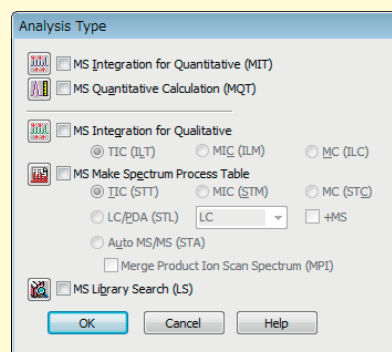 Analysis Type
MS Integration for Quantitative (MIT)
MS Quantitative Calculation (MQT)
MS Integration for Qualitative
TIC (ILT) MIC (ILM) MC (ILC)
MS Make Spectrum Process Table
TIC (STT) MIC (STM) MC (STC)
LC/PDA (STL) LC +MS
Auto MS/MS (STA)
Merge Product Ion Scan Spectrum (MPI)
MS Library Search (LS)
OK Cancel Help